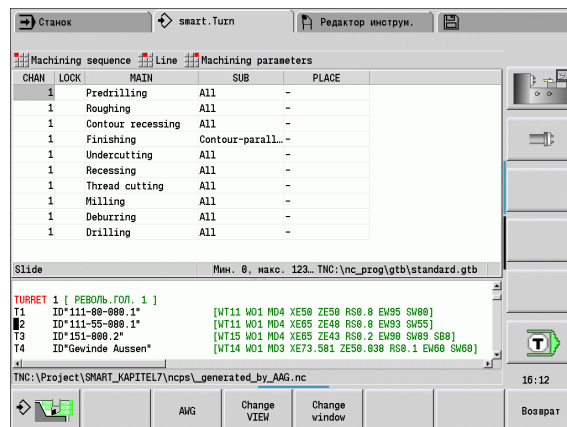 Станок smart.Turn Редактор инструм.
Machining sequence Line Machining parameters
CHAN LOCK MAIN SUB PLACE
1 Predrilling All -
1 Roughing All -
1 Contour recessing All -
1 Finishing Contour-parall… -
1 Undercutting All -
1 Recessing All -
1 Thread cutting All -
1 Milling All -
1 Deburring All -
1 Drilling All -
Slide Мин. 0, макс. 123… TNC:\nc_prog\gtb\standard.gtb
TURRET 1 [ РЕВОЛЬ.ГОЛ. 1 ]
T1 ID"111-80-080.1" [WT11 WO1 MD4 XE50 ZE50 RS0.8 EW95 SW80]
2 ID"111-55-080.1" [WT11 WO1 MD4 XE65 ZE48 RS0.8 EW93 SW55]
T3 ID"151-800.2" [WT15 WO1 MD4 XE65 ZE43 RS0.2 EW90 SW89 SB8]
T4 ID"Gewinde Aussen" [WT14 WO1 MD3 XE73.581 ZE50.038 RS0.1 EW60 SW60]
TNC:\Project\SMART_KAPITEL7\ncps\_generated_by_AAG.nc
T
16:12
AWG Change VIEW Change window Возврат